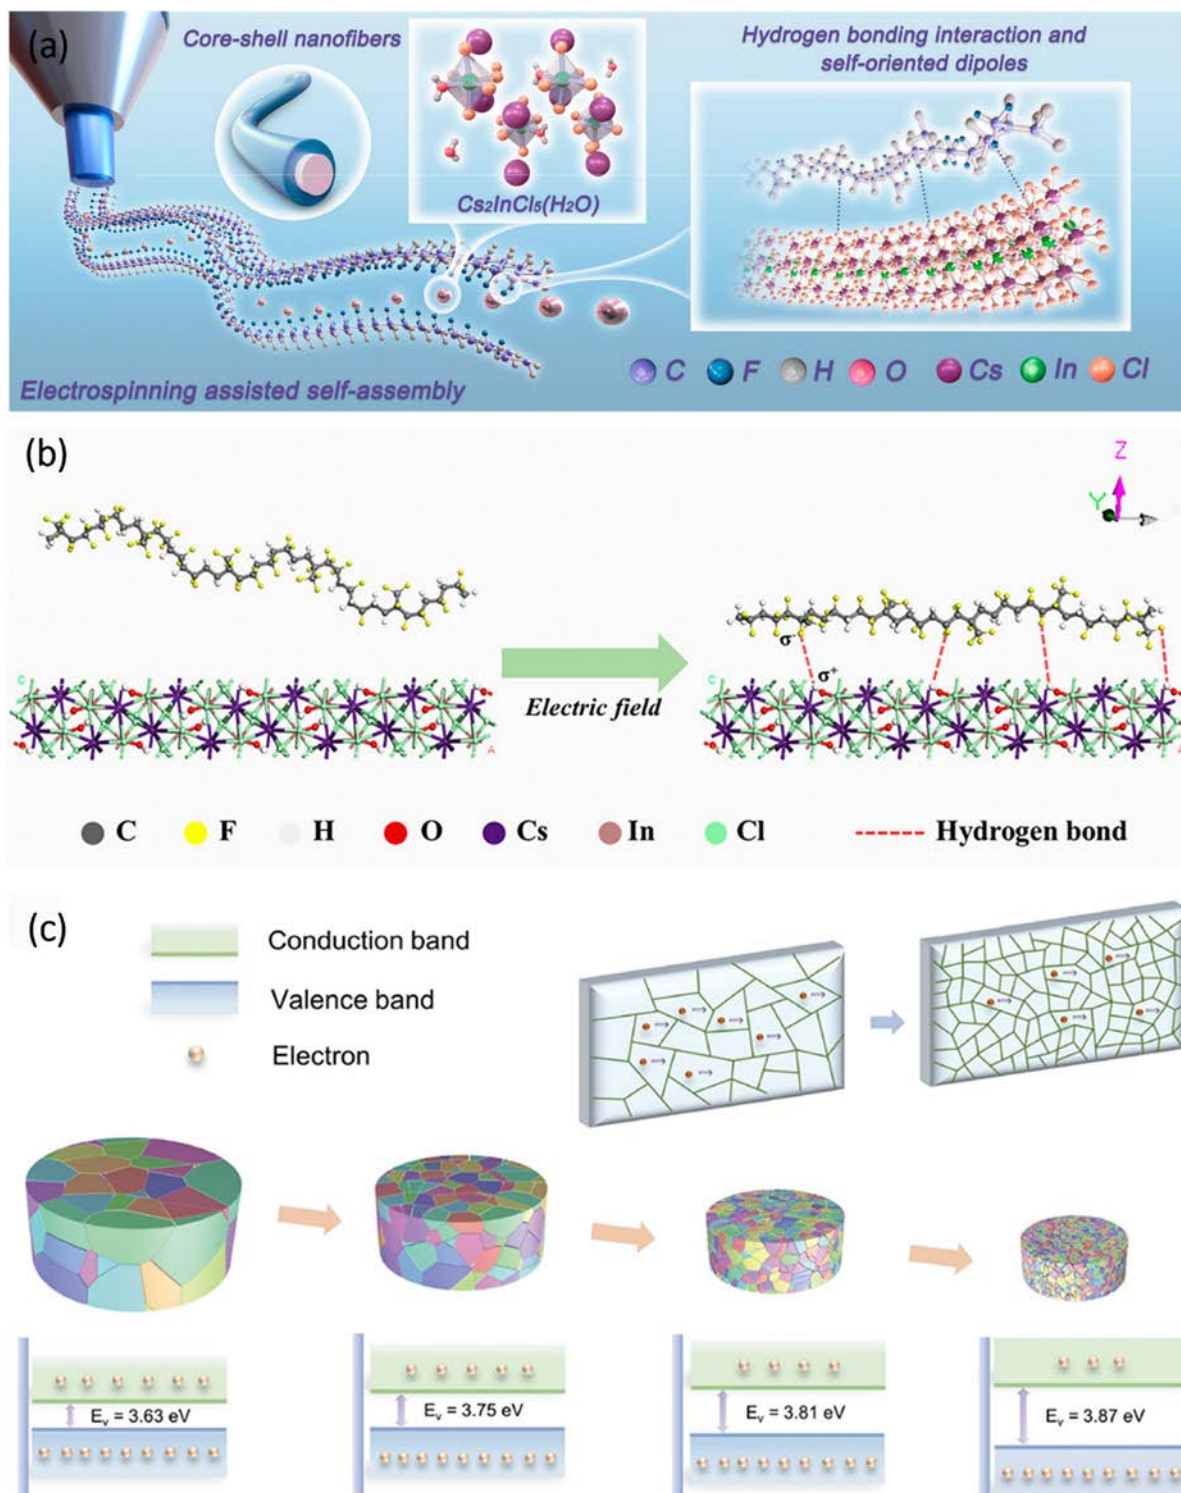 (a)
Core-shell nanofibers
Hydrogen bonding interaction and
self-oriented dipoles
Cs₂InCl₅(H₂O)
C F H O Cs In Cl
Electrospinning assisted self-assembly
(b)
Z
Y
σ⁻
σ⁺
C
C
Electric field
A
A
C F H O Cs In Cl Hydrogen bond
(c)
Conduction band
Valence band
Electron
Eᵥ = 3.63 eV
Eᵥ = 3.75 eV
Eᵥ = 3.81 eV
Eᵥ = 3.87 eV